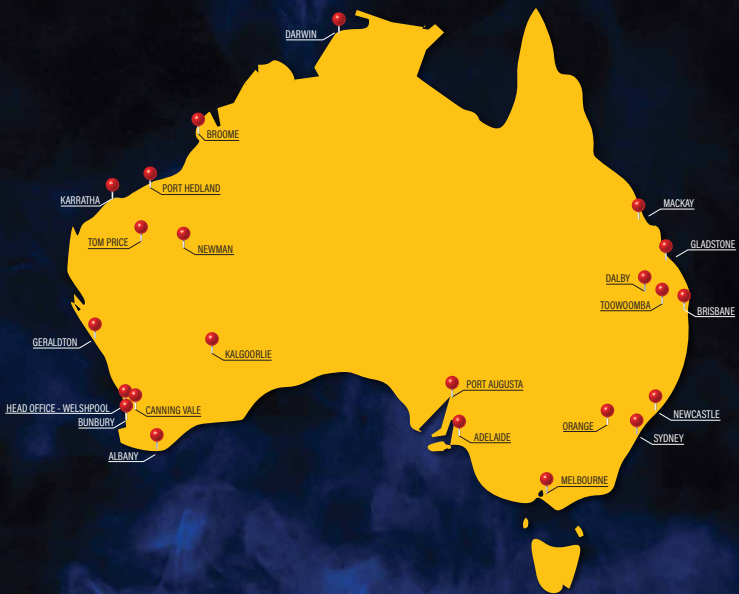 DARWIN
BROOME
PORT HEDLAND
KARRATHA
MACKAY
TOM PRICE
NEWMAN
GLADSTONE
DALBY
TOOWOOMBA
BRISBANE
GERALDTON
KALGOORLIE
PORT AUGUSTA
HEAD OFFICE - WELSHPOOL
CANNING VALE
NEWCASTLE
BUNBURY
ORANGE
ADELAIDE
SYDNEY
ALBANY
MELBOURNE